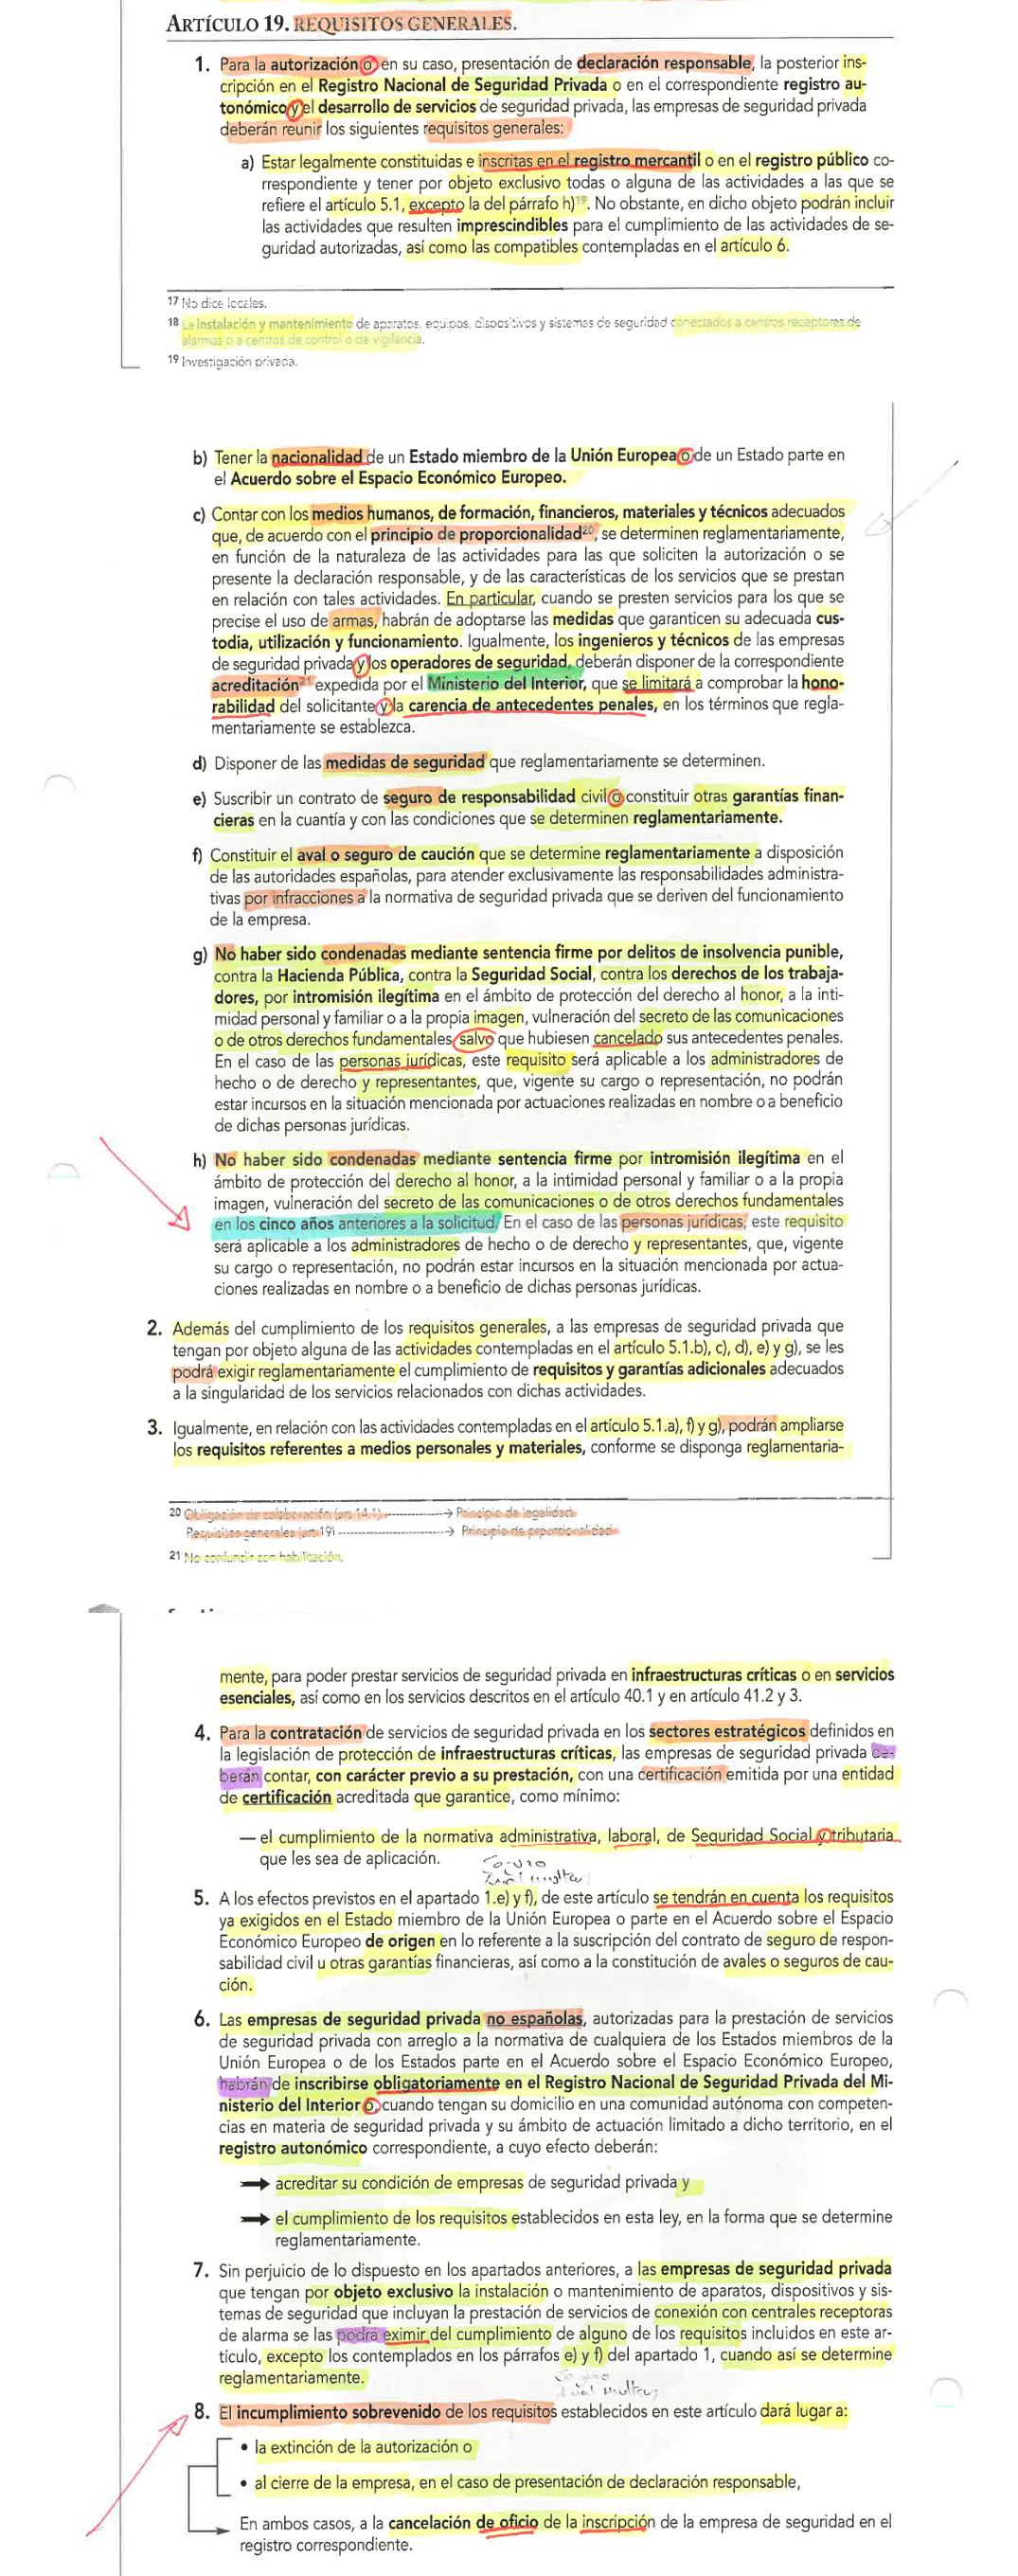 ARTÍCULO 19. REQUISITOS GENERALES.
1. Para la autorización o en su caso, presentación de declaración responsable, la posterior ins-
cripción en el Registro Nacional de Seguridad Privada o en el correspondiente registro au-
tonómico y el desarrollo de servicios de seguridad privada, las empresas de seguridad privada
deberán reunir los siguientes requisitos generales:
a) Estar legalmente constituidas e inscritas en el registro mercantil o en el registro público co-
rrespondiente y tener por objeto exclusivo todas o alguna de las actividades a las que se
refiere el artículo 5.1, excepto la del párrafo h)19. No obstante, en dicho objeto podrán incluir
las actividades que resulten imprescindibles para el cumplimiento de las actividades de se-
guridad autorizadas, así como las compatibles contempladas en el artículo 6.
17 No dice locales.
18 La instalación y mantenimiento de aparatos, equipos, dispositivos y sistemas de seguridad conectados a centros receptores de
alarmas o a centros de control o de vigilancia.
19 Investigación privada.
b) Tener la nacionalidad de un Estado miembro de la Unión Europea o de un Estado parte en
el Acuerdo sobre el Espacio Económico Europeo.
c) Contar con los medios humanos, de formación, financieros, materiales y técnicos adecuados
que, de acuerdo con el principio de proporcionalidad20, se determinen reglamentariamente,
en función de la naturaleza de las actividades para las que soliciten la autorización o se
presente la declaración responsable, y de las características de los servicios que se prestan
en relación con tales actividades. En particular, cuando se presten servicios para los que se
precise el uso de armas, habrán de adoptarse las medidas que garanticen su adecuada cus-
todia, utilización y funcionamiento. Igualmente, los ingenieros y técnicos de las empresas
de seguridad privada y los operadores de seguridad, deberán disponer de la correspondiente
acreditación21 expedida por el Ministerio del Interior, que se limitará a comprobar la hono-
rabilidad del solicitante y la carencia de antecedentes penales, en los términos que regla-
mentariamente se establezca.
d) Disponer de las medidas de seguridad que reglamentariamente se determinen.
e) Suscribir un contrato de seguro de responsabilidad civil o constituir otras garantías finan-
cieras en la cuantía y con las condiciones que se determinen reglamentariamente.
f) Constituir el aval o seguro de caución que se determine reglamentariamente a disposición
de las autoridades españolas, para atender exclusivamente las responsabilidades administra-
tivas por infracciones a la normativa de seguridad privada que se deriven del funcionamiento
de la empresa.
g) No haber sido condenadas mediante sentencia firme por delitos de insolvencia punible,
contra la Hacienda Pública, contra la Seguridad Social, contra los derechos de los trabaja-
dores, por intromisión ilegítima en el ámbito de protección del derecho al honor, a la inti-
midad personal y familiar o a la propia imagen, vulneración del secreto de las comunicaciones
o de otros derechos fundamentales, salvo que hubiesen cancelado sus antecedentes penales.
En el caso de las personas jurídicas, este requisito será aplicable a los administradores de
hecho o de derecho y representantes, que, vigente su cargo o representación, no podrán
estar incursos en la situación mencionada por actuaciones realizadas en nombre o a beneficio
de dichas personas jurídicas.
h) No haber sido condenadas mediante sentencia firme por intromisión ilegítima en el
ámbito de protección del derecho al honor, a la intimidad personal y familiar o a la propia
imagen, vulneración del secreto de las comunicaciones o de otros derechos fundamentales
en los cinco años anteriores a la solicitud. En el caso de las personas jurídicas, este requisito
será aplicable a los administradores de hecho o de derecho y representantes, que, vigente
su cargo o representación, no podrán estar incursos en la situación mencionada por actua-
ciones realizadas en nombre o a beneficio de dichas personas jurídicas.
2. Además del cumplimiento de los requisitos generales, a las empresas de seguridad privada que
tengan por objeto alguna de las actividades contempladas en el artículo 5.1.b), c), d), e) y g), se les
podrá exigir reglamentariamente el cumplimiento de requisitos y garantías adicionales adecuados
a la singularidad de los servicios relacionados con dichas actividades.
3. Igualmente, en relación con las actividades contempladas en el artículo 5.1.a), f) y g), podrán ampliarse
los requisitos referentes a medios personales y materiales, conforme se disponga reglamentaria-
20 Obligación de colaboración (art 14.1) → Principio de legalidad.
Requisitos generales (art 19) → Principio de proporcionalidad.
21 No confundir con habilitación.
mente, para poder prestar servicios de seguridad privada en infraestructuras críticas o en servicios
esenciales, así como en los servicios descritos en el artículo 40.1 y en artículo 41.2 y 3.
4. Para la contratación de servicios de seguridad privada en los sectores estratégicos definidos en
la legislación de protección de infraestructuras críticas, las empresas de seguridad privada de-
berán contar, con carácter previo a su prestación, con una certificación emitida por una entidad
de certificación acreditada que garantice, como mínimo:
— el cumplimiento de la normativa administrativa, laboral, de Seguridad Social y tributaria
que les sea de aplicación.
5. A los efectos previstos en el apartado 1.e) y f), de este artículo se tendrán en cuenta los requisitos
ya exigidos en el Estado miembro de la Unión Europea o parte en el Acuerdo sobre el Espacio
Económico Europeo de origen en lo referente a la suscripción del contrato de seguro de respon-
sabilidad civil u otras garantías financieras, así como a la constitución de avales o seguros de cau-
ción.
6. Las empresas de seguridad privada no españolas, autorizadas para la prestación de servicios
de seguridad privada con arreglo a la normativa de cualquiera de los Estados miembros de la
Unión Europea o de los Estados parte en el Acuerdo sobre el Espacio Económico Europeo,
habrán de inscribirse obligatoriamente en el Registro Nacional de Seguridad Privada del Mi-
nisterio del Interior o, cuando tengan su domicilio en una comunidad autónoma con competen-
cias en materia de seguridad privada y su ámbito de actuación limitado a dicho territorio, en el
registro autonómico correspondiente, a cuyo efecto deberán:
➞ acreditar su condición de empresas de seguridad privada y
➞ el cumplimiento de los requisitos establecidos en esta ley, en la forma que se determine
reglamentariamente.
7. Sin perjuicio de lo dispuesto en los apartados anteriores, a las empresas de seguridad privada
que tengan por objeto exclusivo la instalación o mantenimiento de aparatos, dispositivos y sis-
temas de seguridad que incluyan la prestación de servicios de conexión con centrales receptoras
de alarma se las podrá eximir del cumplimiento de alguno de los requisitos incluidos en este ar-
tículo, excepto los contemplados en los párrafos e) y f) del apartado 1, cuando así se determine
reglamentariamente.
8. El incumplimiento sobrevenido de los requisitos establecidos en este artículo dará lugar a:
• la extinción de la autorización o
• al cierre de la empresa, en el caso de presentación de declaración responsable,
En ambos casos, a la cancelación de oficio de la inscripción de la empresa de seguridad en el
registro correspondiente.